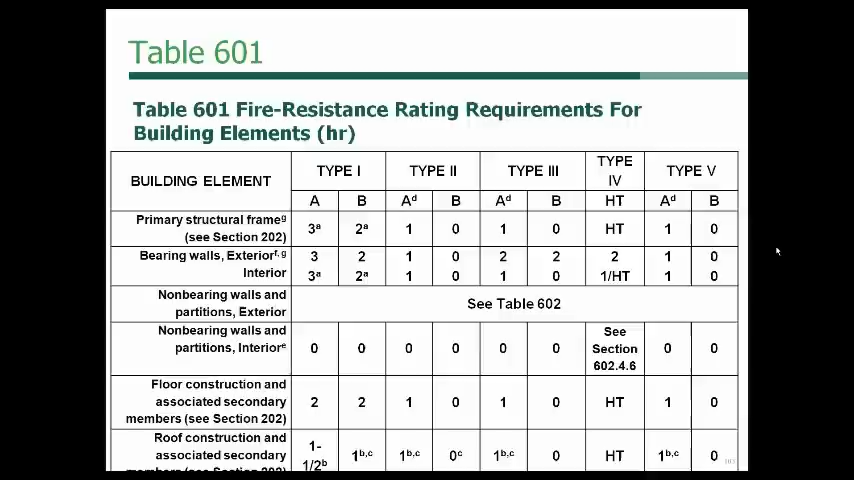 Table 601
Table 601 Fire-Resistance Rating Requirements For
Building Elements (hr)
BUILDING ELEMENT TYPE I TYPE II TYPE III TYPE IV TYPE V
A B Aᵈ B Aᵈ B HT Aᵈ B
Primary structural frameᵍ
(see Section 202) 3ᵃ 2ᵃ 1 0 1 0 HT 1 0
Bearing walls, Exteriorᶠ,ᵍ 3 2 1 0 2 2 2 1 0
Interior 3ᵃ 2ᵃ 1 0 1 0 1/HT 1 0
Nonbearing walls and
partitions, Exterior See Table 602
Nonbearing walls and
partitions, Interiorᵉ 0 0 0 0 0 0 See Section 602.4.6 0 0
Floor construction and
associated secondary
members (see Section 202) 2 2 1 0 1 0 HT 1 0
Roof construction and
associated secondary
members (see Section 202) 1-1/2ᵇ 1ᵇ,ᶜ 1ᵇ,ᶜ 0ᶜ 1ᵇ,ᶜ 0 HT 1ᵇ,ᶜ 0